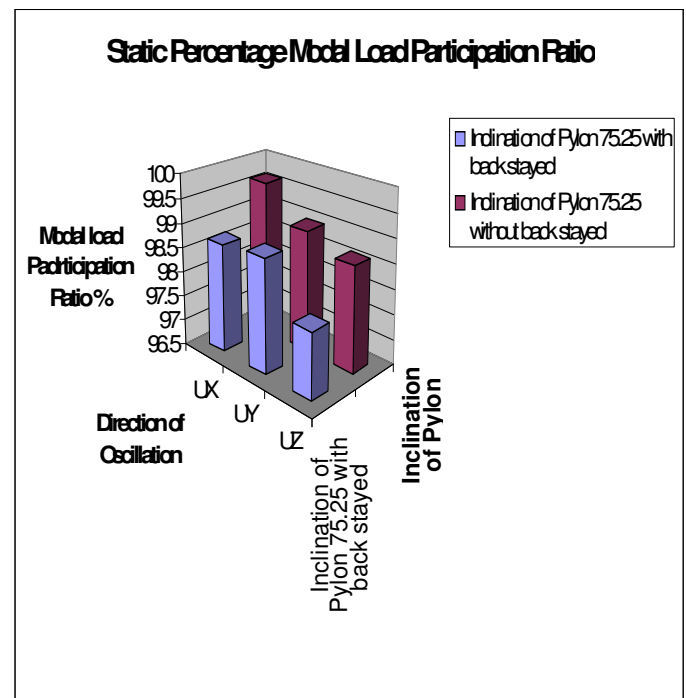 Static Percentage Modal Load Participation Ratio
Inclination of Pylon 75.25 with
back stayed
Inclination of Pylon 75.25
without back stayed
Modal load
Padrticipation
Ratio %
100
99.5
99
98.5
98
97.5
97
96.5
UX
UY
UZ
Direction of
Oscillation
Inclination of
Pylon 75.25 with
back stayed
Inclination
of Pylon